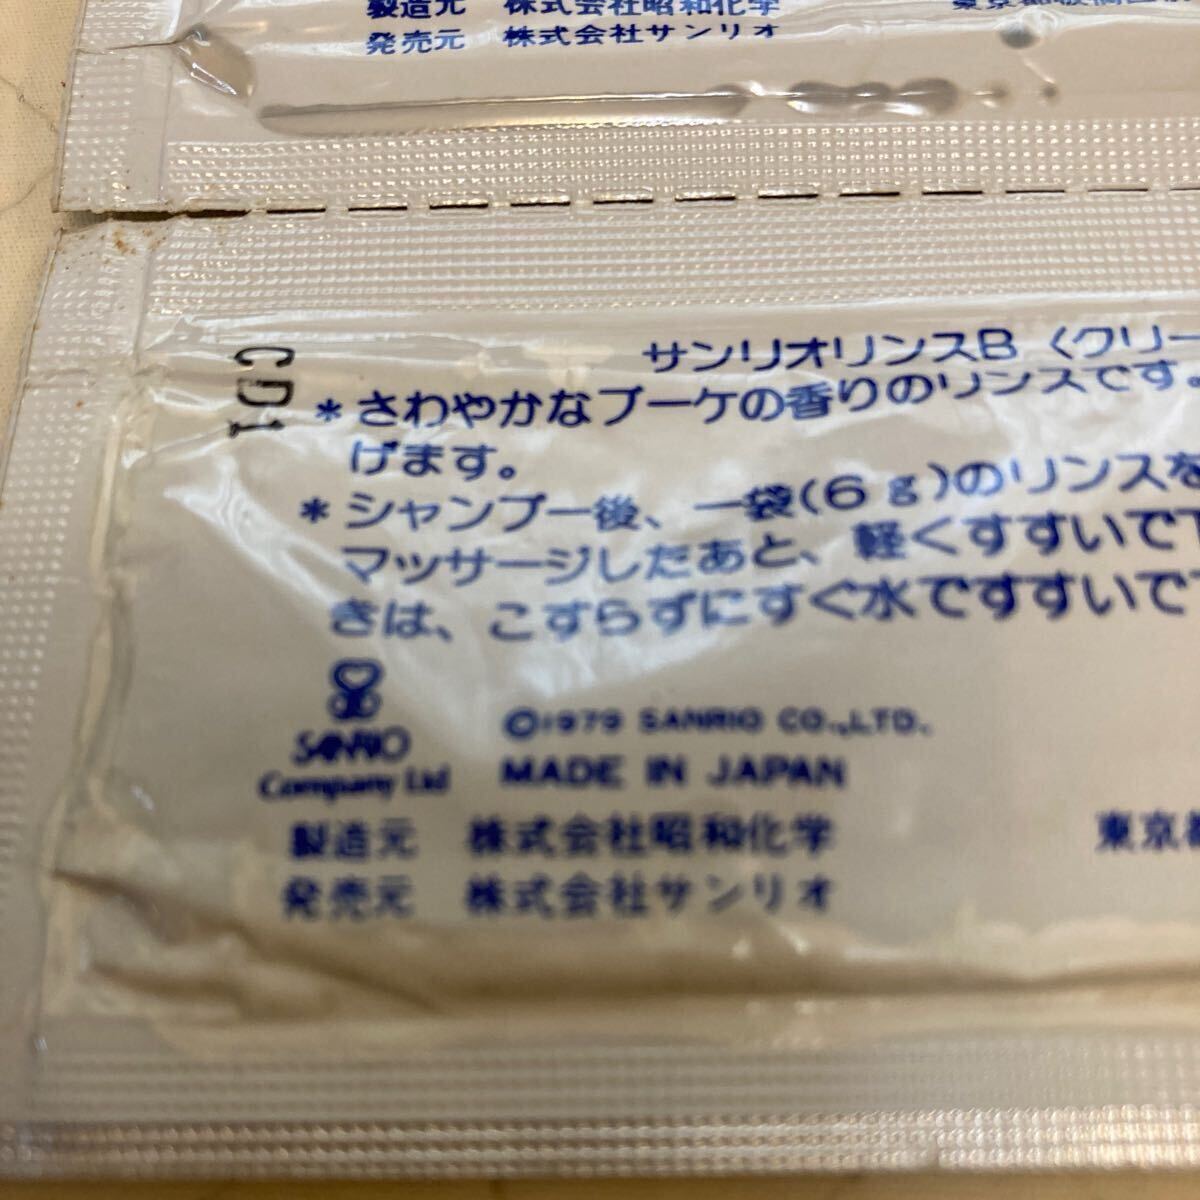 製造元 株式会社昭和化学
発売元 株式会社サンリオ
CD1
サンリオリンスB 〈クリー
*さわやかなブーケの香りのリンスです。
げます。
*シャンプー後、一袋(6g)のリンスを
マッサージしたあと、軽くすすいで下
きは、こすらずにすぐ水ですすいで下
SANRIO
Company Ltd
©1979 SANRIO CO.,LTD.
MADE IN JAPAN
製造元 株式会社昭和化学 東京都
発売元 株式会社サンリオ